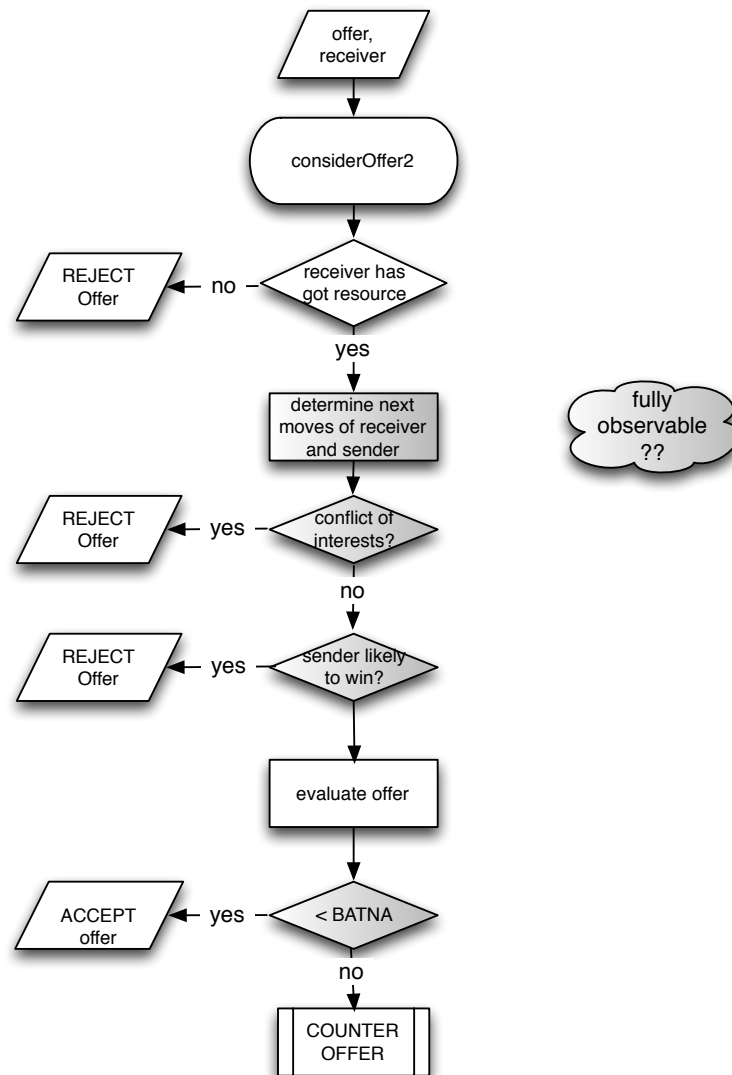 offer,
receiver
considerOffer2
receiver has
got resource
no
REJECT
Offer
yes
determine next
moves of receiver
and sender
fully
observable
??
conflict of
interests?
yes
REJECT
Offer
no
sender likely
to win?
yes
REJECT
Offer
evaluate offer
< BATNA
yes
ACCEPT
offer
no
COUNTER
OFFER